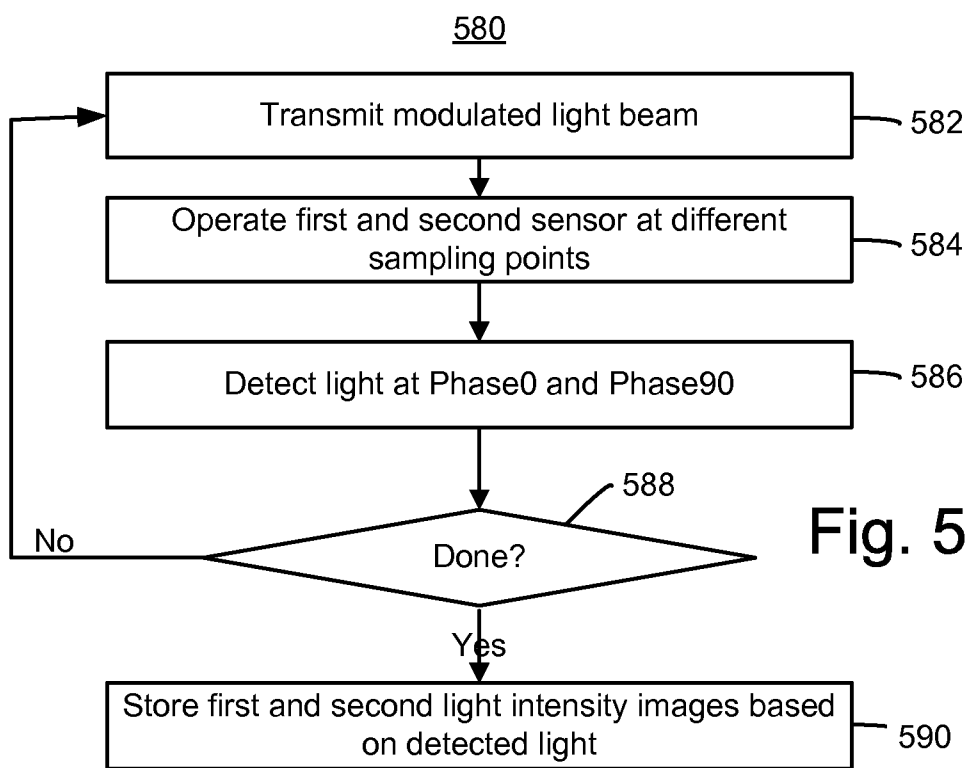 580
Transmit modulated light beam
582
Operate first and second sensor at different
sampling points
584
Detect light at Phase0 and Phase90
586
588
Done?
No
Fig. 5
Yes
Store first and second light intensity images based
on detected light
590